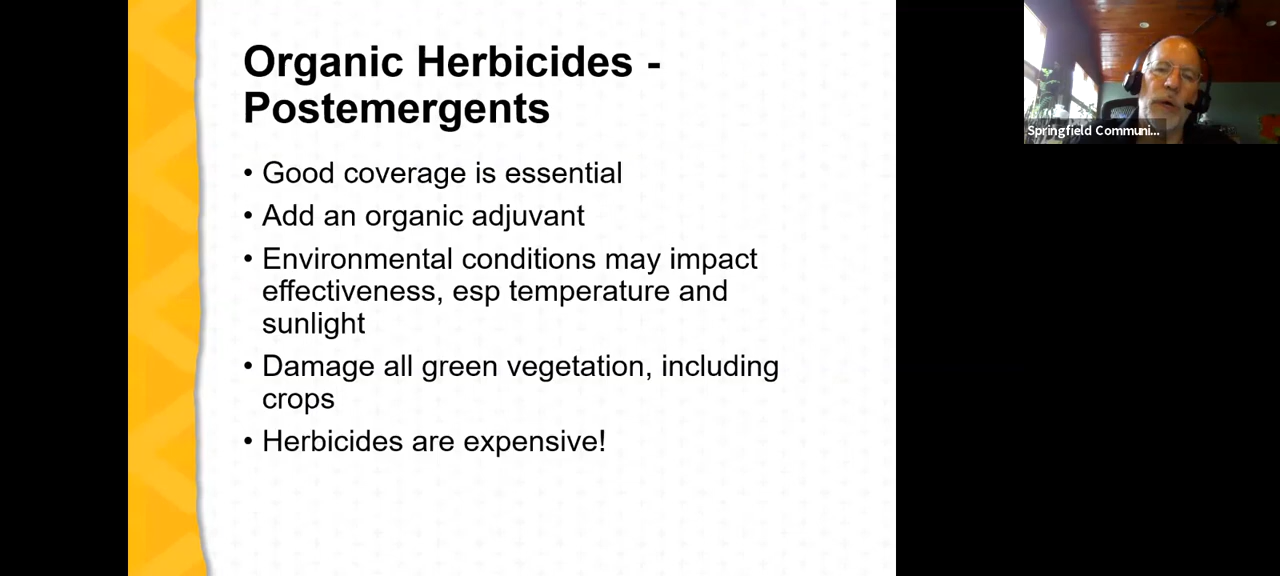 Organic Herbicides -
Postemergents
• Good coverage is essential
• Add an organic adjuvant
• Environmental conditions may impact
effectiveness, esp temperature and
sunlight
• Damage all green vegetation, including
crops
• Herbicides are expensive!
Springfield Communi...